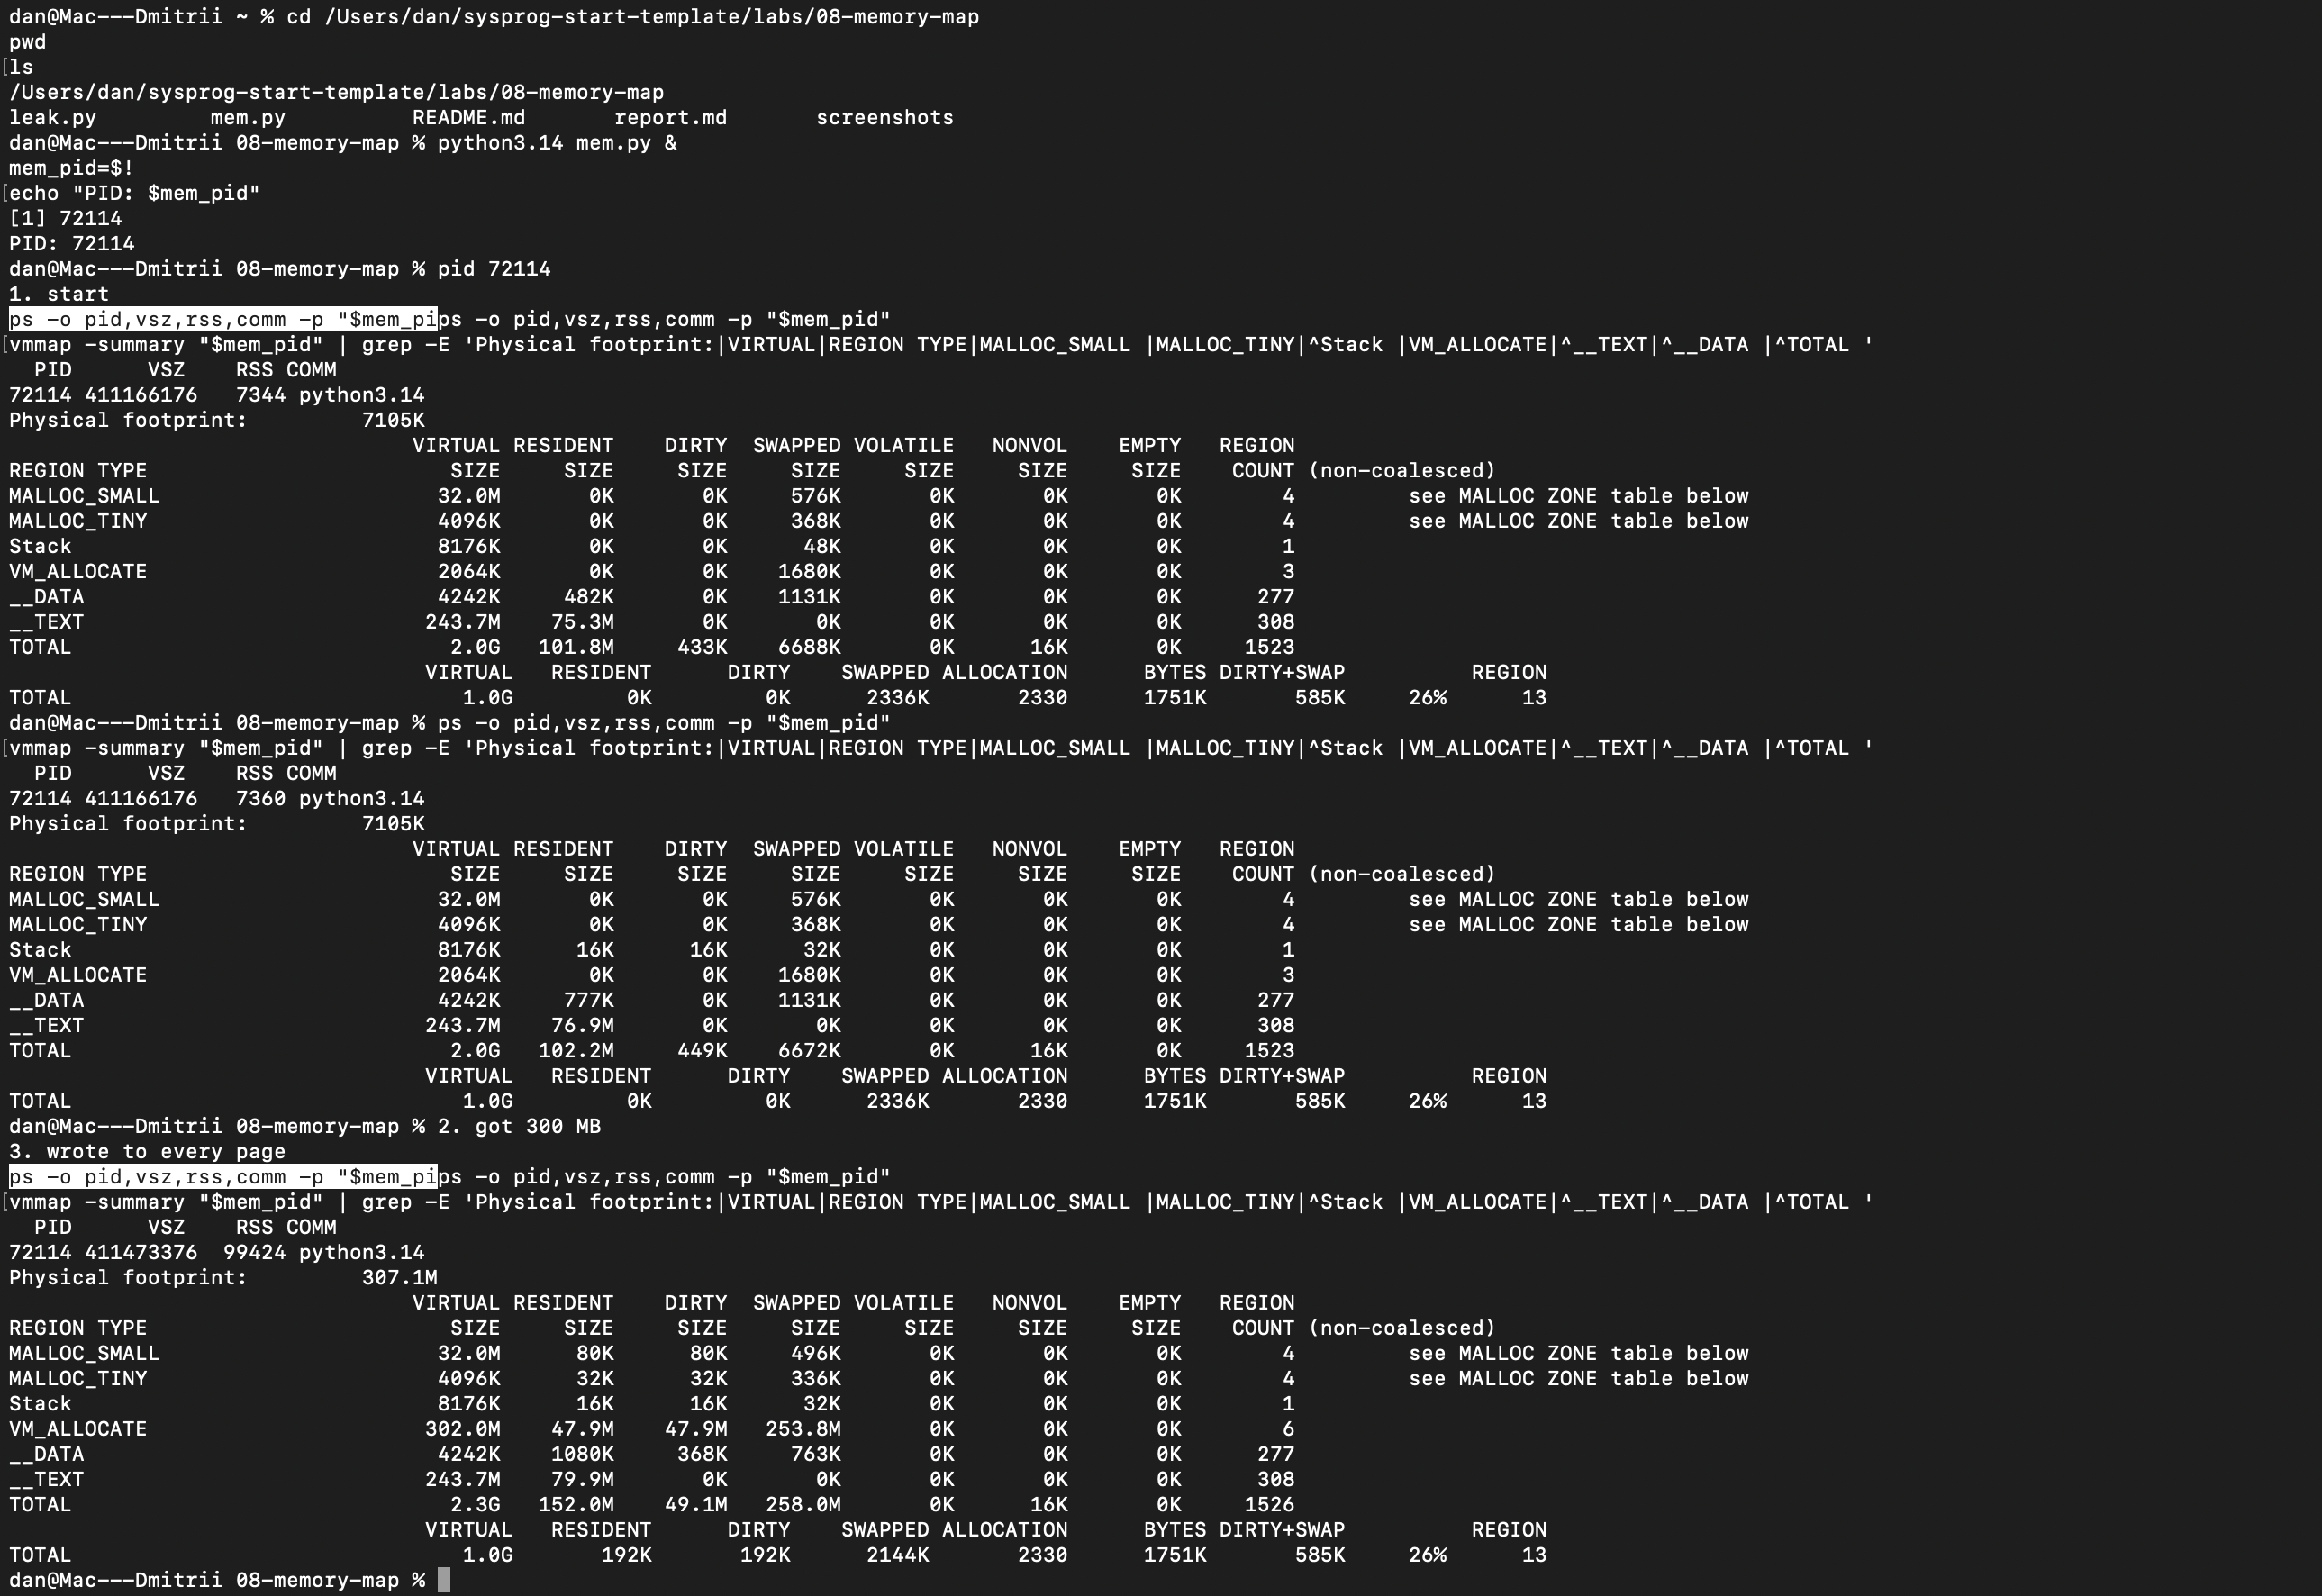 dan@Mac---Dmitrii ~ % cd /Users/dan/sysprog-start-template/labs/08-memory-map
pwd
[ls
/Users/dan/sysprog-start-template/labs/08-memory-map
leak.py         mem.py          README.md       report.md       screenshots
dan@Mac---Dmitrii 08-memory-map % python3.14 mem.py &
mem_pid=$!
[echo "PID: $mem_pid"
[1] 72114
PID: 72114
dan@Mac---Dmitrii 08-memory-map % pid 72114
1. start
ps -o pid,vsz,rss,comm -p "$mem_pips -o pid,vsz,rss,comm -p "$mem_pid"
[vmmap -summary "$mem_pid" | grep -E 'Physical footprint:|VIRTUAL|REGION TYPE|MALLOC_SMALL |MALLOC_TINY|^Stack |VM_ALLOCATE|^__TEXT|^__DATA |^TOTAL '
  PID      VSZ    RSS COMM
72114 411166176   7344 python3.14
Physical footprint:         7105K
                                VIRTUAL RESIDENT    DIRTY  SWAPPED VOLATILE   NONVOL    EMPTY   REGION
REGION TYPE                        SIZE     SIZE     SIZE     SIZE     SIZE     SIZE     SIZE    COUNT (non-coalesced)
MALLOC_SMALL                      32.0M       0K       0K     576K       0K       0K       0K        4         see MALLOC ZONE table below
MALLOC_TINY                       4096K       0K       0K     368K       0K       0K       0K        4         see MALLOC ZONE table below
Stack                             8176K       0K       0K      48K       0K       0K       0K        1
VM_ALLOCATE                       2064K       0K       0K    1680K       0K       0K       0K        3
__DATA                            4242K     482K       0K    1131K       0K       0K       0K      277
__TEXT                           243.7M    75.3M       0K       0K       0K       0K       0K      308
TOTAL                              2.0G   101.8M     433K    6688K       0K      16K       0K     1523
                                 VIRTUAL   RESIDENT      DIRTY    SWAPPED ALLOCATION      BYTES DIRTY+SWAP          REGION
TOTAL                               1.0G         0K         0K      2336K       2330      1751K       585K     26%      13
dan@Mac---Dmitrii 08-memory-map % ps -o pid,vsz,rss,comm -p "$mem_pid"
[vmmap -summary "$mem_pid" | grep -E 'Physical footprint:|VIRTUAL|REGION TYPE|MALLOC_SMALL |MALLOC_TINY|^Stack |VM_ALLOCATE|^__TEXT|^__DATA |^TOTAL '
  PID      VSZ    RSS COMM
72114 411166176   7360 python3.14
Physical footprint:         7105K
                                VIRTUAL RESIDENT    DIRTY  SWAPPED VOLATILE   NONVOL    EMPTY   REGION
REGION TYPE                        SIZE     SIZE     SIZE     SIZE     SIZE     SIZE     SIZE    COUNT (non-coalesced)
MALLOC_SMALL                      32.0M       0K       0K     576K       0K       0K       0K        4         see MALLOC ZONE table below
MALLOC_TINY                       4096K       0K       0K     368K       0K       0K       0K        4         see MALLOC ZONE table below
Stack                             8176K      16K      16K      32K       0K       0K       0K        1
VM_ALLOCATE                       2064K       0K       0K    1680K       0K       0K       0K        3
__DATA                            4242K     777K       0K    1131K       0K       0K       0K      277
__TEXT                           243.7M    76.9M       0K       0K       0K       0K       0K      308
TOTAL                              2.0G   102.2M     449K    6672K       0K      16K       0K     1523
                                 VIRTUAL   RESIDENT      DIRTY    SWAPPED ALLOCATION      BYTES DIRTY+SWAP          REGION
TOTAL                               1.0G         0K         0K      2336K       2330      1751K       585K     26%      13
dan@Mac---Dmitrii 08-memory-map % 2. got 300 MB
3. wrote to every page
ps -o pid,vsz,rss,comm -p "$mem_pips -o pid,vsz,rss,comm -p "$mem_pid"
[vmmap -summary "$mem_pid" | grep -E 'Physical footprint:|VIRTUAL|REGION TYPE|MALLOC_SMALL |MALLOC_TINY|^Stack |VM_ALLOCATE|^__TEXT|^__DATA |^TOTAL '
  PID      VSZ    RSS COMM
72114 411473376  99424 python3.14
Physical footprint:         307.1M
                                VIRTUAL RESIDENT    DIRTY  SWAPPED VOLATILE   NONVOL    EMPTY   REGION
REGION TYPE                        SIZE     SIZE     SIZE     SIZE     SIZE     SIZE     SIZE    COUNT (non-coalesced)
MALLOC_SMALL                      32.0M      80K      80K     496K       0K       0K       0K        4         see MALLOC ZONE table below
MALLOC_TINY                       4096K      32K      32K     336K       0K       0K       0K        4         see MALLOC ZONE table below
Stack                             8176K      16K      16K      32K       0K       0K       0K        1
VM_ALLOCATE                      302.0M    47.9M    47.9M   253.8M       0K       0K       0K        6
__DATA                            4242K    1080K     368K     763K       0K       0K       0K      277
__TEXT                           243.7M    79.9M       0K       0K       0K       0K       0K      308
TOTAL                              2.3G   152.0M    49.1M   258.0M       0K      16K       0K     1526
                                 VIRTUAL   RESIDENT      DIRTY    SWAPPED ALLOCATION      BYTES DIRTY+SWAP          REGION
TOTAL                               1.0G       192K       192K      2144K       2330      1751K       585K     26%      13
dan@Mac---Dmitrii 08-memory-map %